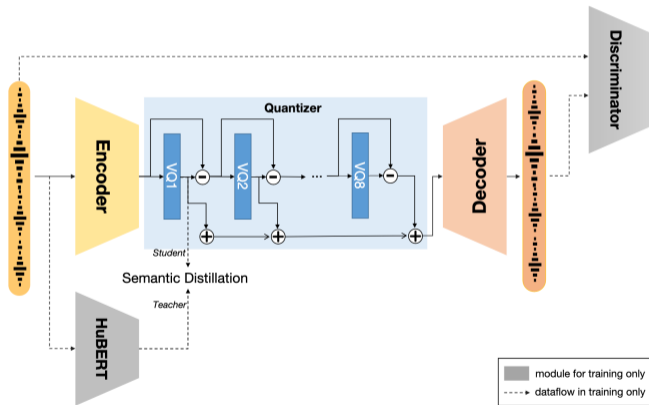 Discriminator
Quantizer
Encoder
VQ1
VQ2
...
VQ8
Decoder
Student
Semantic Distillation
Teacher
HuBERT
module for training only
dataflow in training only